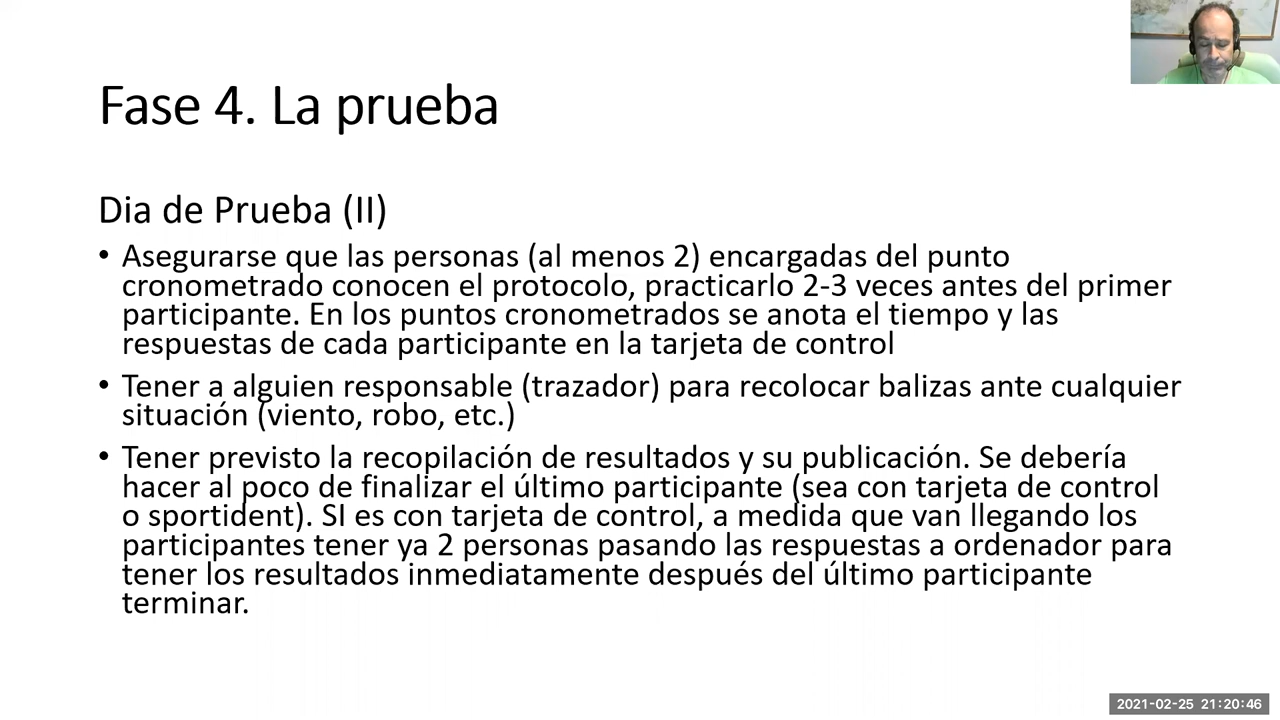 Fase 4. La prueba
Dia de Prueba (II)
• Asegurarse que las personas (al menos 2) encargadas del punto
cronometrado conocen el protocolo, practicarlo 2-3 veces antes del primer
participante. En los puntos cronometrados se anota el tiempo y las
respuestas de cada participante en la tarjeta de control
• Tener a alguien responsable (trazador) para recolocar balizas ante cualquier
situación (viento, robo, etc.)
• Tener previsto la recopilación de resultados y su publicación. Se debería
hacer al poco de finalizar el último participante (sea con tarjeta de control
o sportident). SI es con tarjeta de control, a medida que van llegando los
participantes tener ya 2 personas pasando las respuestas a ordenador para
tener los resultados inmediatamente después del último participante
terminar.
2021-02-25 21:20:46